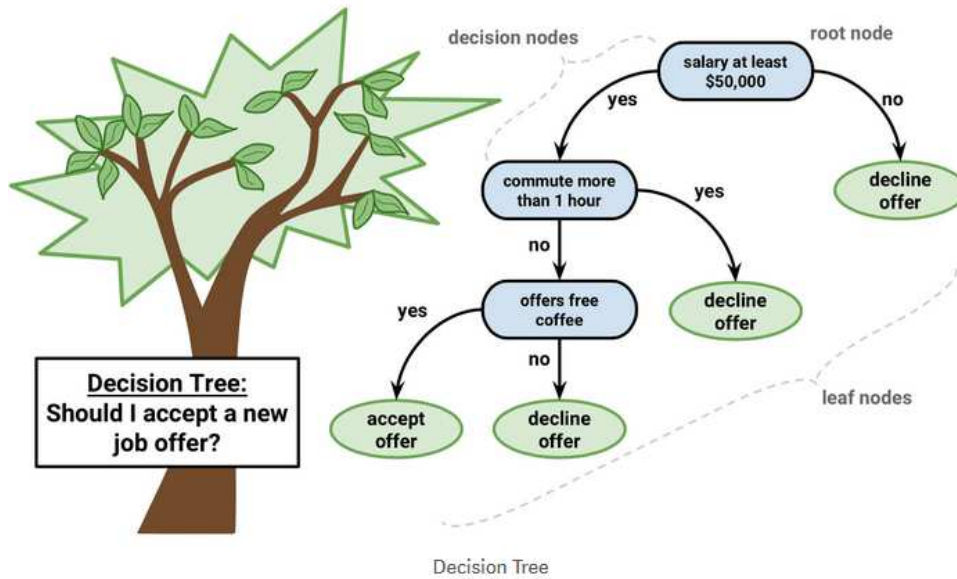 decision nodes
root node
salary at least
$50,000
yes
no
commute more
than 1 hour
yes
decline
offer
no
offers free
coffee
decline
offer
yes
no
leaf nodes
Decision Tree:
Should I accept a new
job offer?
accept
offer
decline
offer
Decision Tree